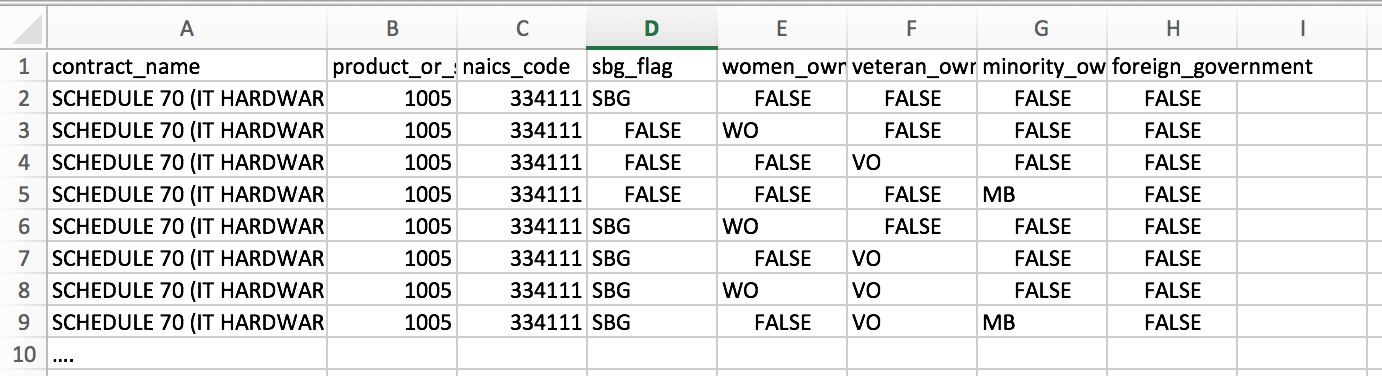 A B C D E F G H I
1 contract_name product_or_s naics_code sbg_flag women_own veteran_own minority_ow foreign_government
2 SCHEDULE 70 (IT HARDWAR 1005 334111 SBG FALSE FALSE FALSE FALSE
3 SCHEDULE 70 (IT HARDWAR 1005 334111 FALSE WO FALSE FALSE FALSE
4 SCHEDULE 70 (IT HARDWAR 1005 334111 FALSE FALSE VO FALSE FALSE
5 SCHEDULE 70 (IT HARDWAR 1005 334111 FALSE FALSE FALSE MB FALSE
6 SCHEDULE 70 (IT HARDWAR 1005 334111 SBG WO FALSE FALSE FALSE
7 SCHEDULE 70 (IT HARDWAR 1005 334111 SBG FALSE VO FALSE FALSE
8 SCHEDULE 70 (IT HARDWAR 1005 334111 SBG WO VO FALSE FALSE
9 SCHEDULE 70 (IT HARDWAR 1005 334111 SBG FALSE VO MB FALSE
10 ....